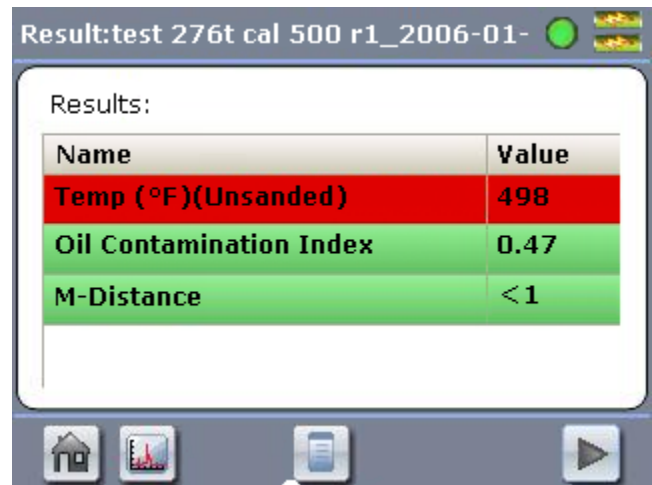 Result:test 276t cal 500 r1_2006-01-
Results:
Name Value
Temp (°F)(Unsanded) 498
Oil Contamination Index 0.47
M-Distance <1